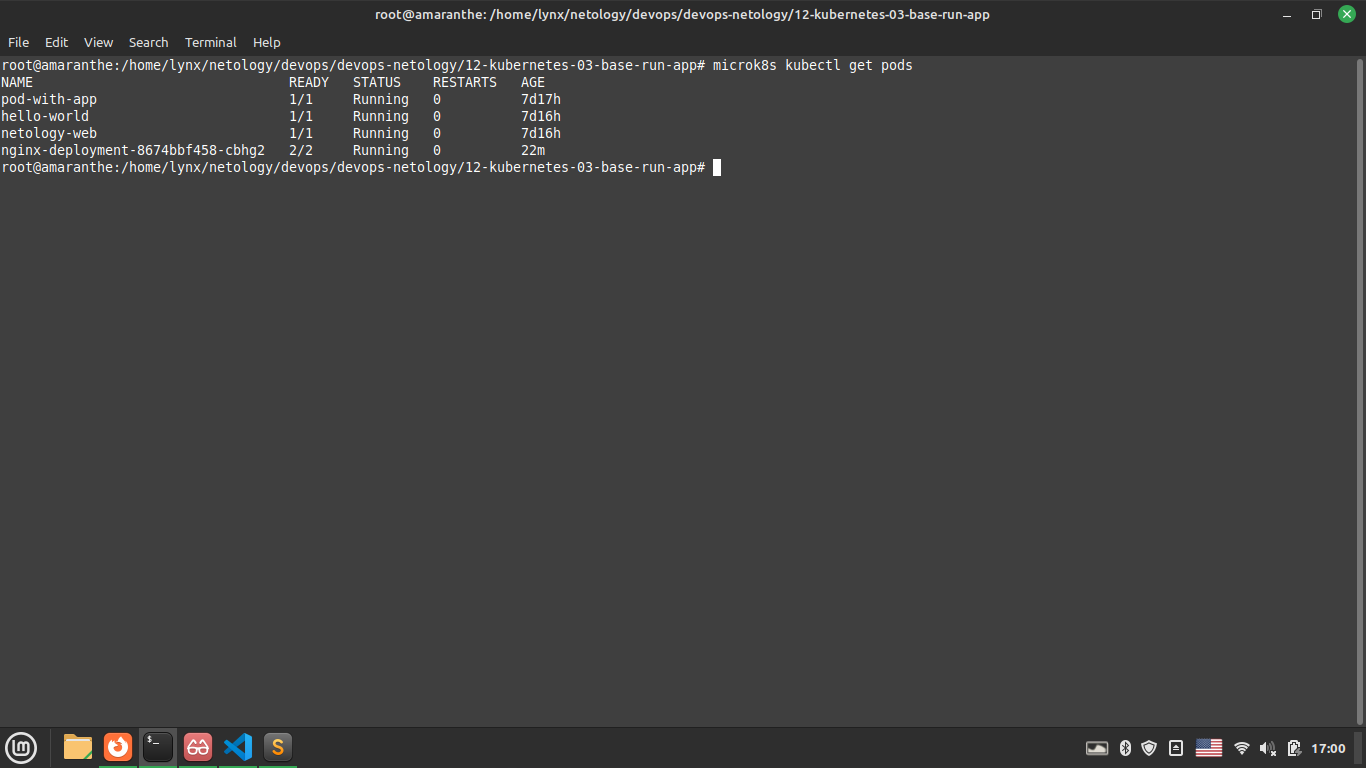 root@amaranthe: /home/lynx/netology/devops/devops-netology/12-kubernetes-03-base-run-app
File Edit View Search Terminal Help
root@amaranthe:/home/lynx/netology/devops/devops-netology/12-kubernetes-03-base-run-app# microk8s kubectl get pods
NAME READY STATUS RESTARTS AGE
pod-with-app 1/1 Running 0 7d17h
hello-world 1/1 Running 0 7d16h
netology-web 1/1 Running 0 7d16h
nginx-deployment-8674bbf458-cbhg2 2/2 Running 0 22m
root@amaranthe:/home/lynx/netology/devops/devops-netology/12-kubernetes-03-base-run-app#
$_ S 17:00